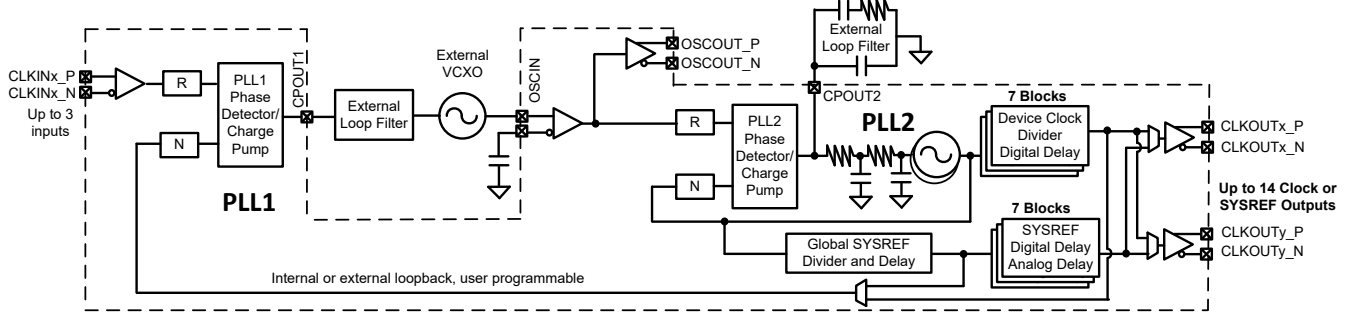 CLKINx_P
CLKINx_N
Up to 3
inputs
R
N
PLL1
Phase
Detector/
Charge
Pump
PLL1
CPOUT1
External
Loop Filter
External
VCXO
OSCIN
OSCOUT_P
OSCOUT_N
External
Loop Filter
CPOUT2
R
N
PLL2
Phase
Detector/
Charge
Pump
PLL2
7 Blocks
Device Clock
Divider
Digital Delay
CLKOUTx_P
CLKOUTx_N
Up to 14 Clock or
SYSREF Outputs
7 Blocks
SYSREF
Digital Delay
Analog Delay
CLKOUTy_P
CLKOUTy_N
Global SYSREF
Divider and Delay
Internal or external loopback, user programmable